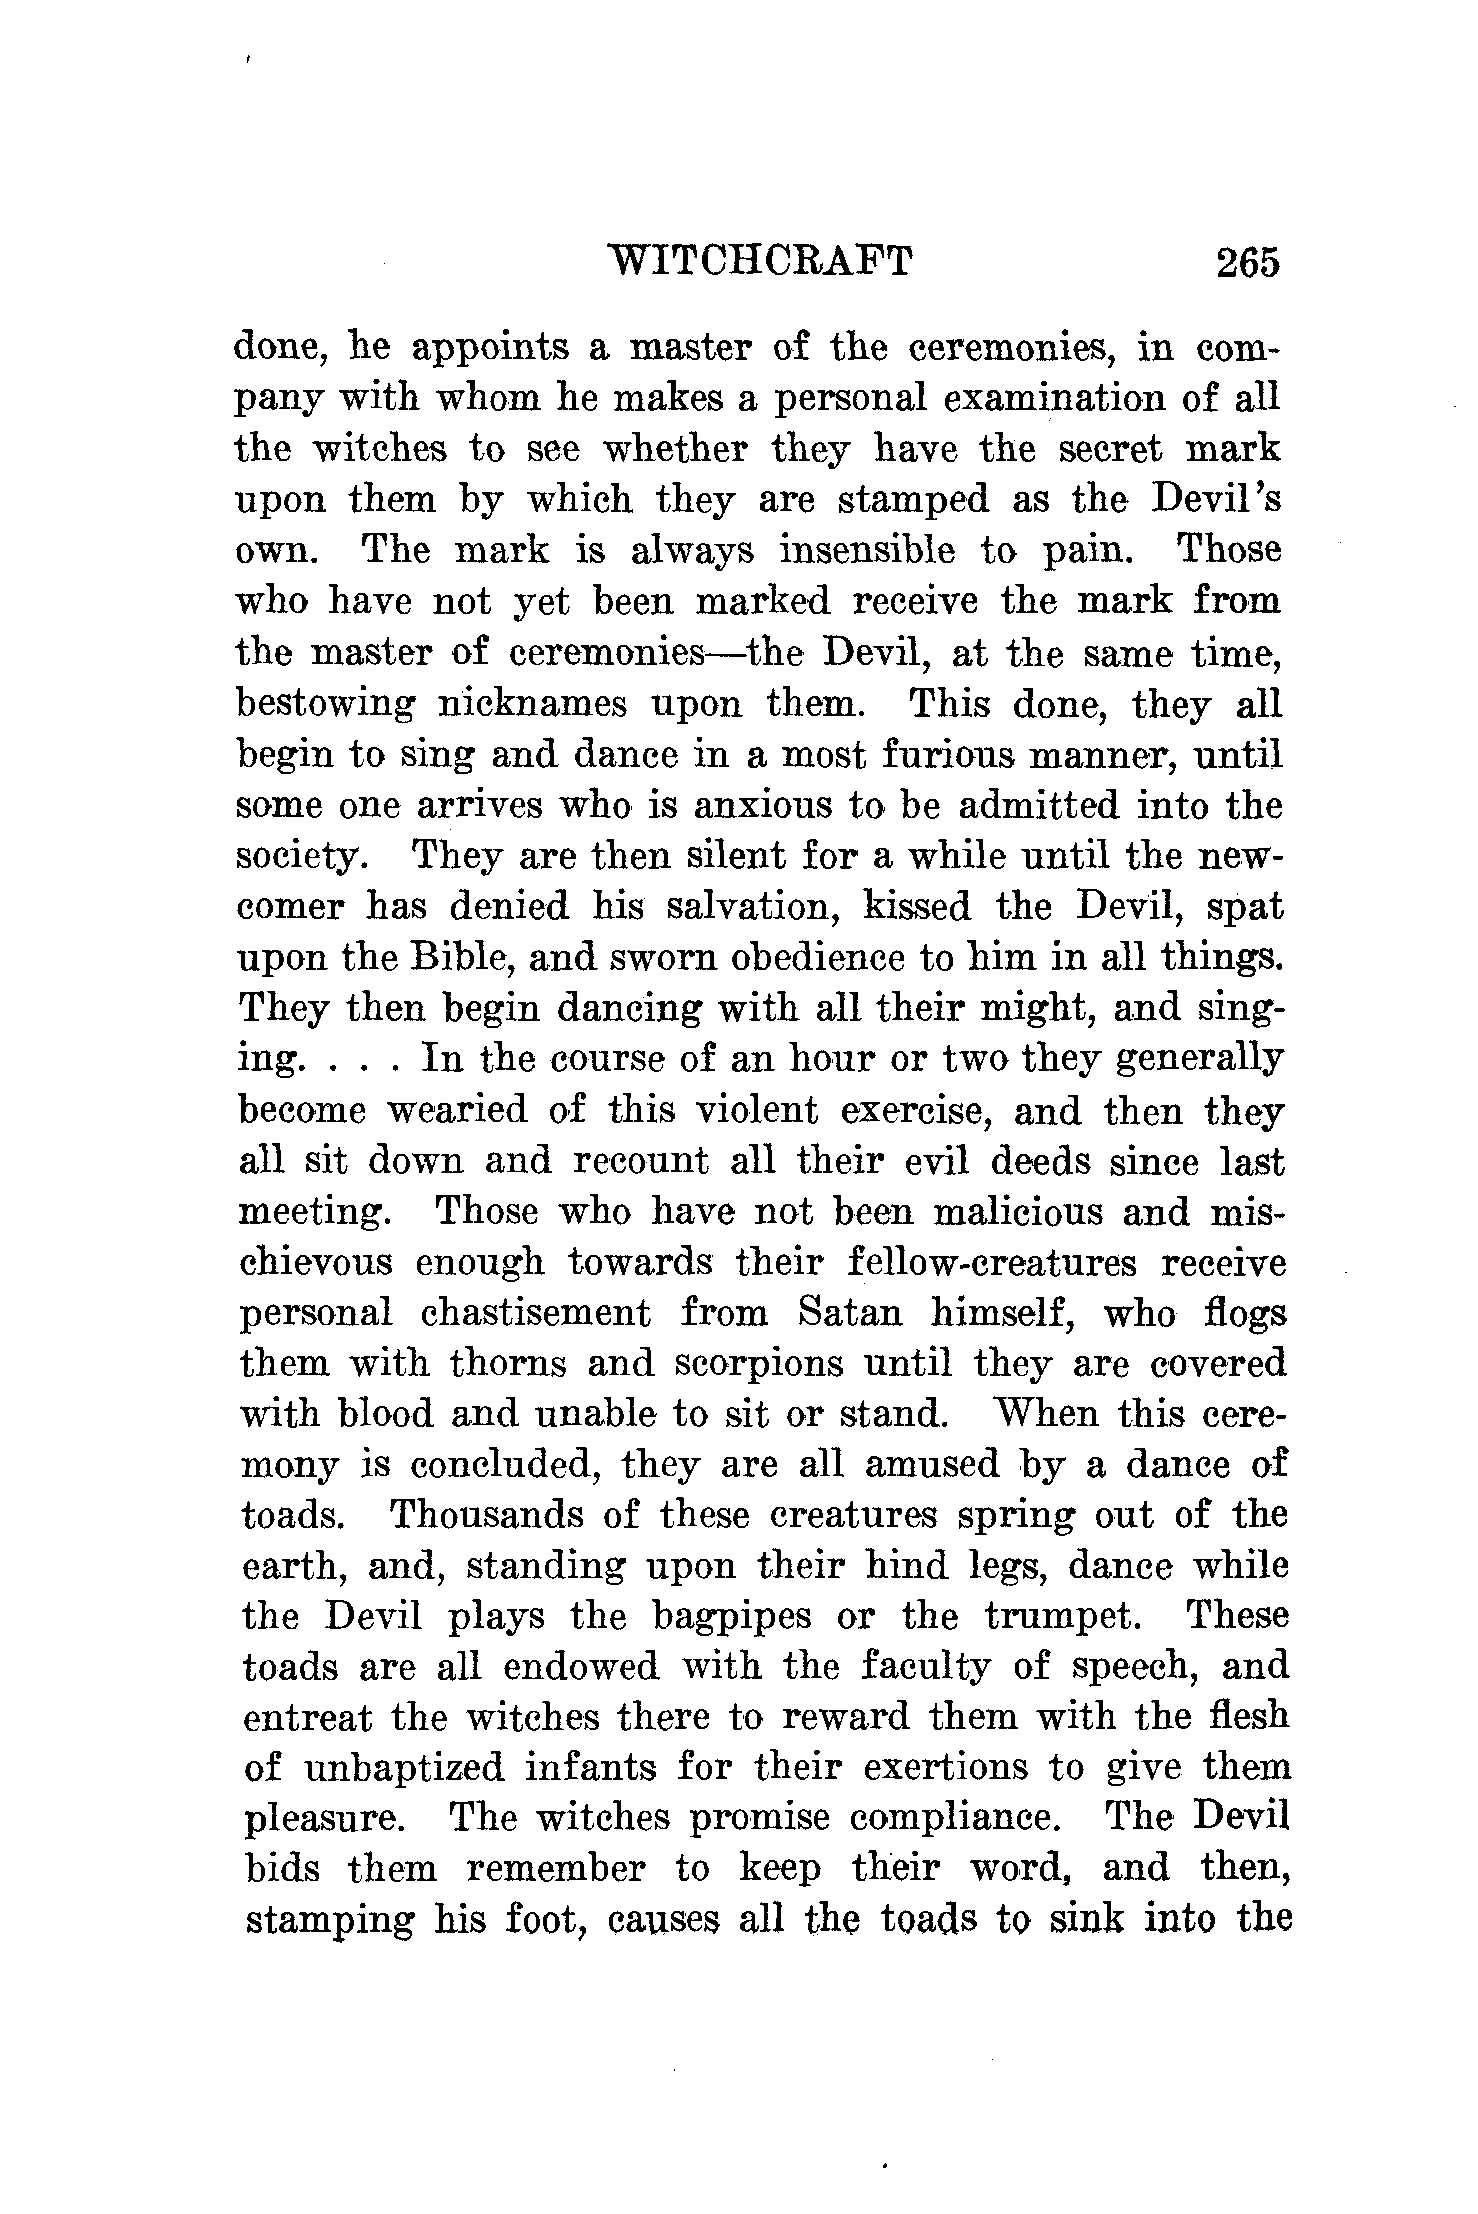 WITCHCRAFT 265
done, he appoints a master of the ceremonies, in com-
pany with whom he makes a personal examination of all
the witches to see whether they have the secret mark
upon them by which they are stamped as the Devil's
own. The mark is always insensible to pain. Those
who have not yet been marked receive the mark from
the master of ceremonies—the Devil, at the same time,
bestowing nicknames upon them. This done, they all
begin to sing and dance in a most furious manner, until
some one arrives who is anxious to be admitted into the
society. They are then silent for a while until the new-
comer has denied his salvation, kissed the Devil, spat
upon the Bible, and sworn obedience to him in all things.
They then begin dancing with all their might, and sing-
ing. . . . In the course of an hour or two they generally
become wearied of this violent exercise, and then they
all sit down and recount all their evil deeds since last
meeting. Those who have not been malicious and mis-
chievous enough towards their fellow-creatures receive
personal chastisement from Satan himself, who flogs
them with thorns and scorpions until they are covered
with blood and unable to sit or stand. When this cere-
mony is concluded, they are all amused by a dance of
toads. Thousands of these creatures spring out of the
earth, and, standing upon their hind legs, dance while
the Devil plays the bagpipes or the trumpet. These
toads are all endowed with the faculty of speech, and
entreat the witches there to reward them with the flesh
of unbaptized infants for their exertions to give them
pleasure. The witches promise compliance. The Devil
bids them remember to keep their word, and then,
stamping his foot, causes all the toads to sink into the